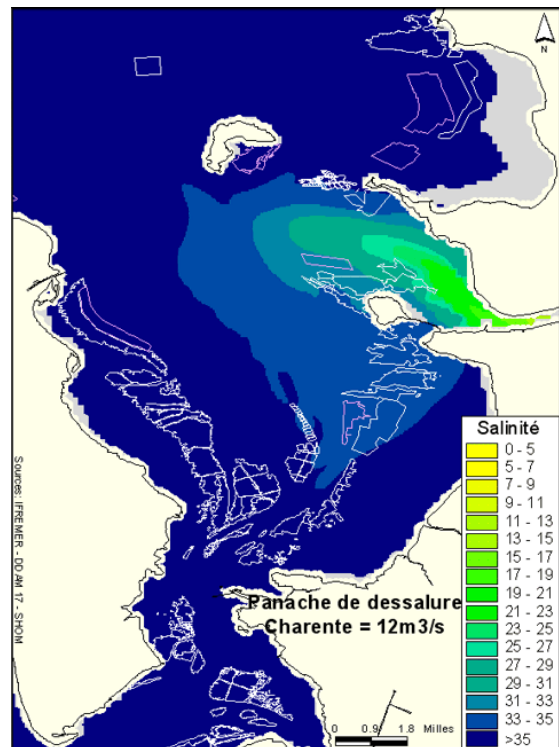 N
Salinité
0 - 5
5 - 7
7 - 9
9 - 11
11 - 13
13 - 15
15 - 17
17 - 19
19 - 21
21 - 23
23 - 25
25 - 27
27 - 29
29 - 31
31 - 33
33 - 35
>35
Sources: IFREMER - DDAM 17 - SHOM
Panache de dessalure
Charente = 12m3/s
0 0.9 1.8 Milles